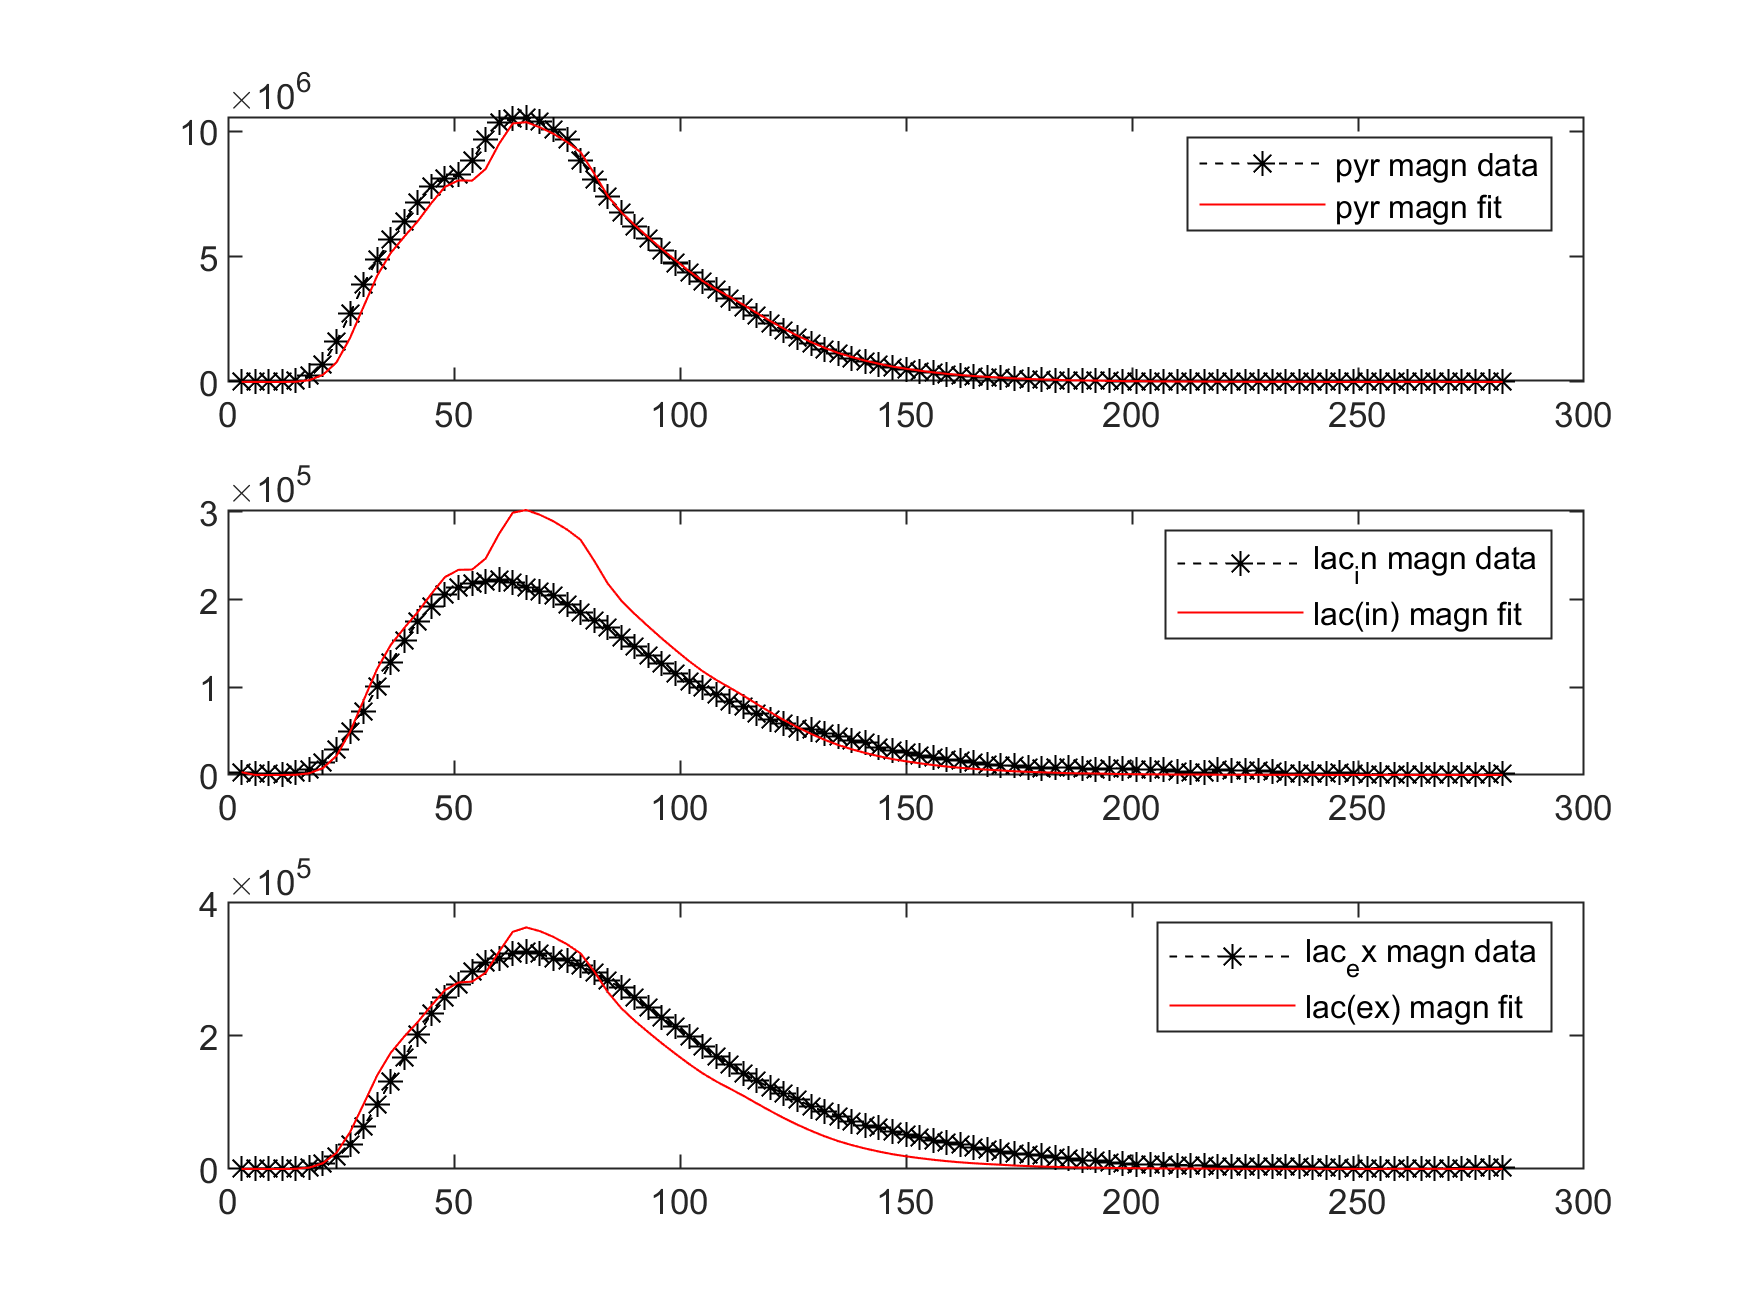 ×10^6
10
5
0
0 50 100 150 200 250 300
pyr magn data
pyr magn fit
×10^5
3
2
1
0
0 50 100 150 200 250 300
lac_in magn data
lac(in) magn fit
×10^5
4
2
0
0 50 100 150 200 250 300
lac_ex magn data
lac(ex) magn fit